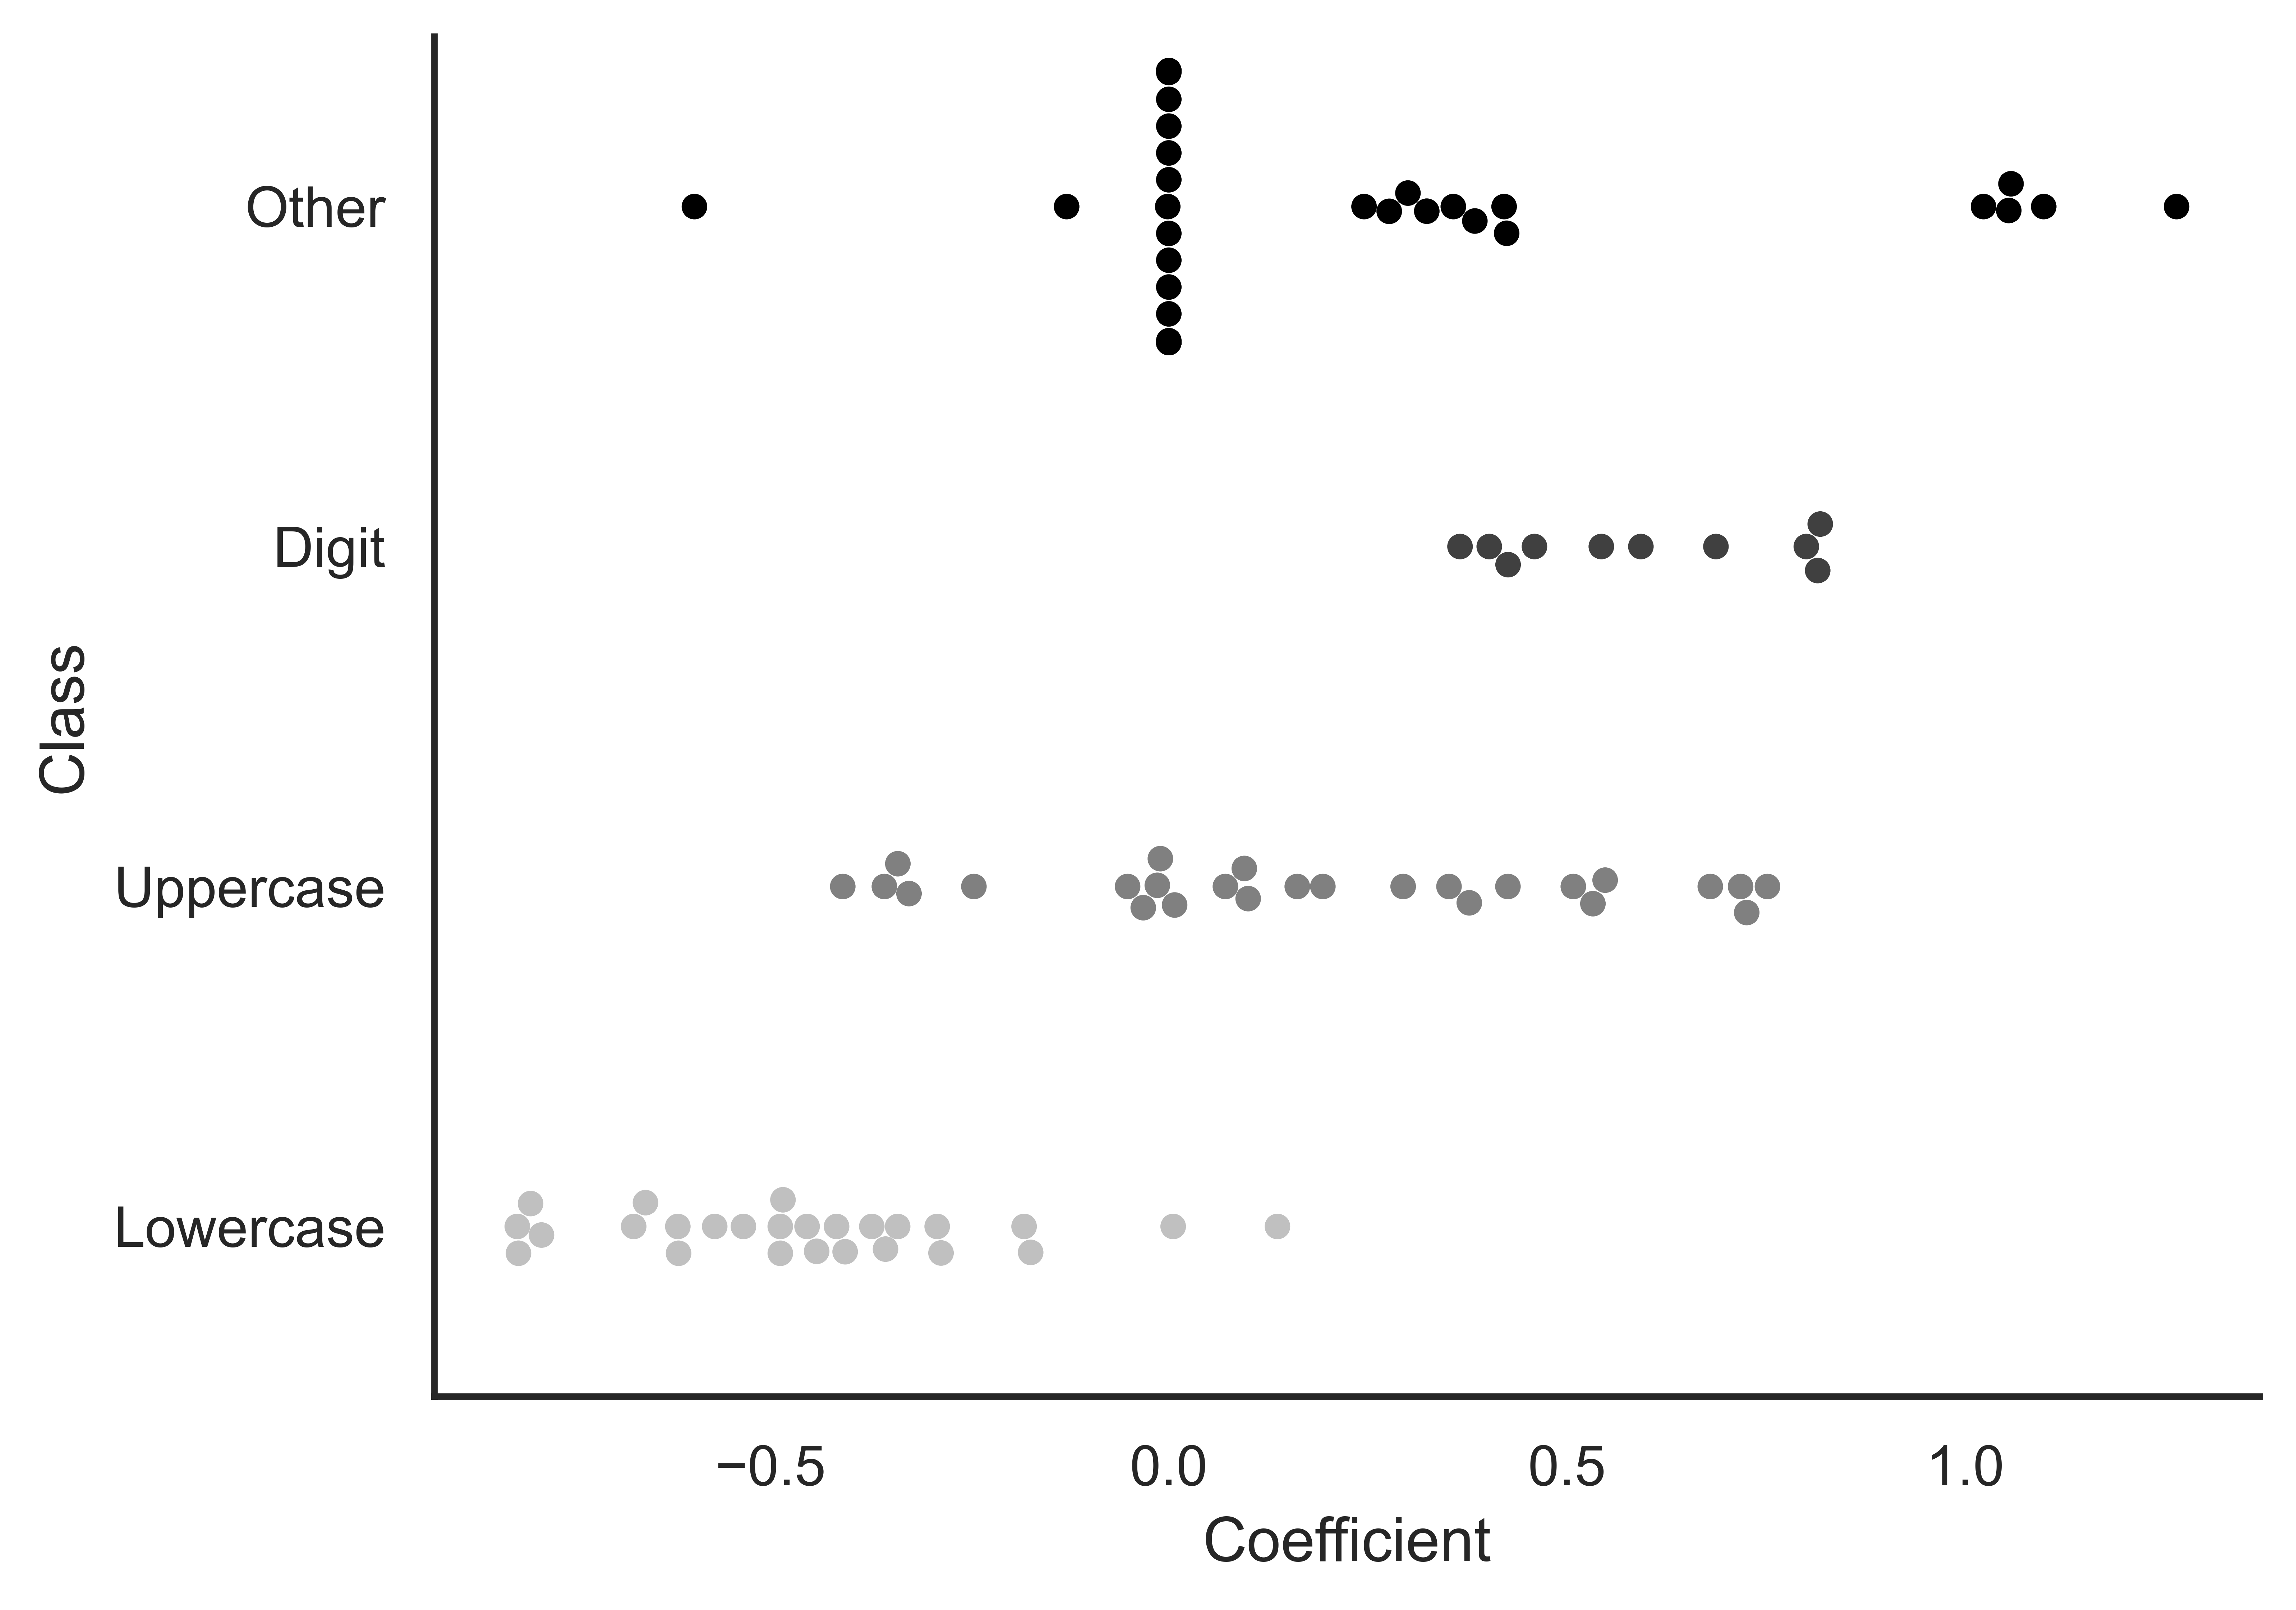 Other
Digit
Class
Uppercase
Lowercase
−0.5 0.0 0.5 1.0
Coefficient